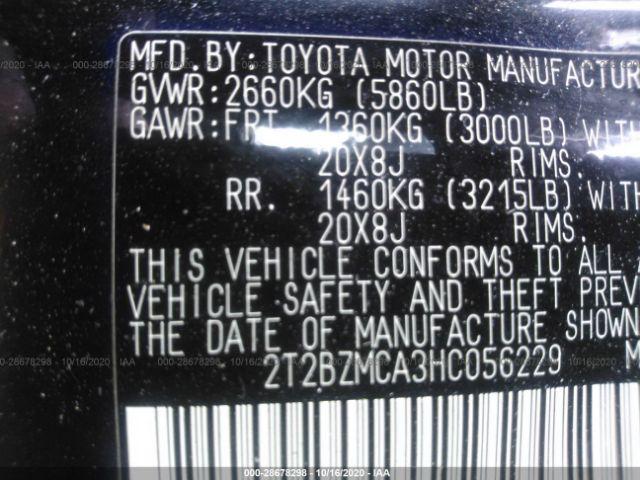 MFD BY: TOYOTA MOTOR MANUFACTUR
GVWR: 2660KG (5860LB)
GAWR: FRT. 1360KG (3000LB) WITH
20X8J RIMS.
RR. 1460KG (3215LB) WITH
20X8J RIMS.
THIS VEHICLE CONFORMS TO ALL A
VEHICLE SAFETY AND THEFT PREV
THE DATE OF MANUFACTURE SHOWN
2T2BZMCA3HC056229 M
000-28678298 · 10/16/2020 · IAA